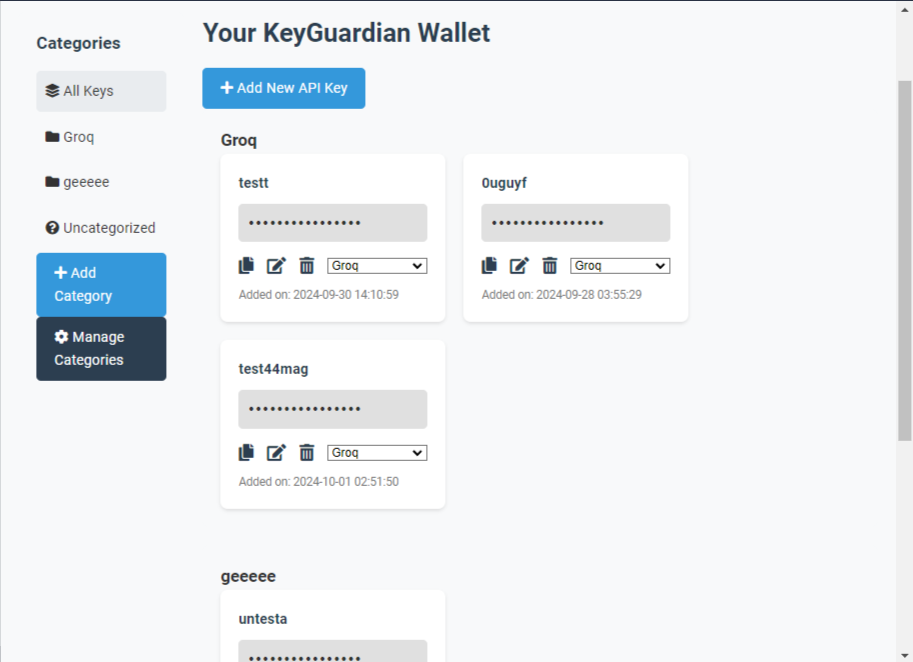 Categories
All Keys
Groq
geeeee
Uncategorized
Add
Category
Manage
Categories
Your KeyGuardian Wallet
Add New API Key
Groq
testt
••••••••••••••••
Groq
Added on: 2024-09-30 14:10:59
0uguyf
••••••••••••••••
Groq
Added on: 2024-09-28 03:55:29
test44mag
••••••••••••••••
Groq
Added on: 2024-10-01 02:51:50
geeeee
untesta
••••••••••••••••